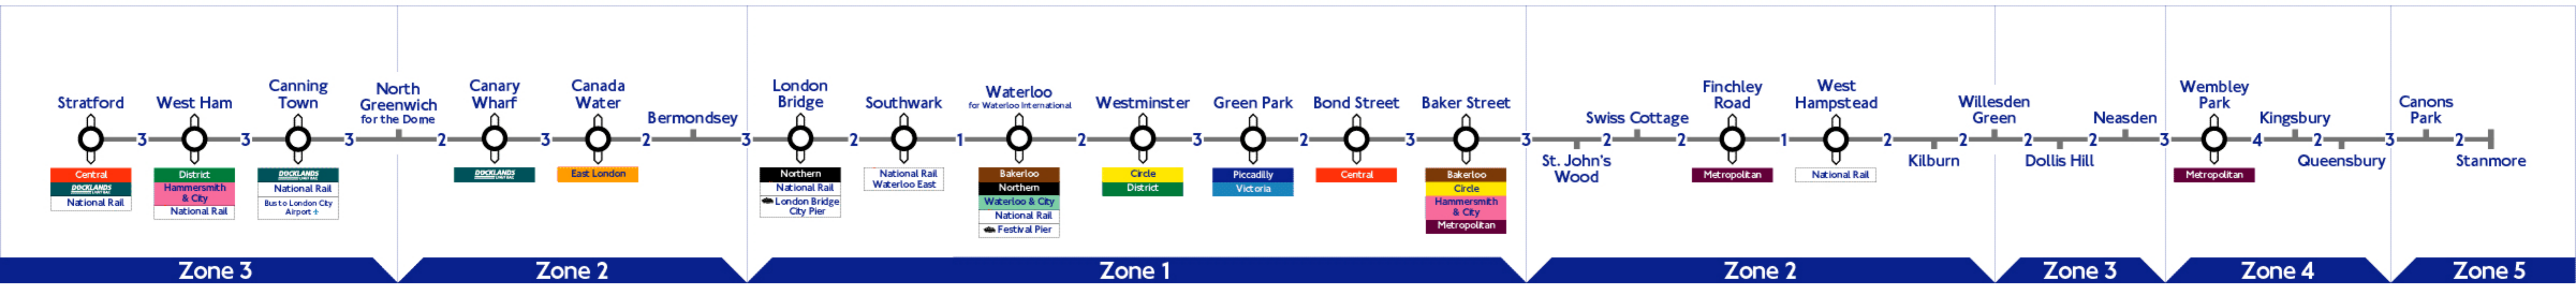 Stratford
Central
DOCKLANDS
LIGHT RAIL
National Rail
3
West Ham
District
Hammersmith
& City
National Rail
3
Canning
Town
DOCKLANDS
LIGHT RAIL
National Rail
Bus to London City
Airport
3
North
Greenwich
for the Dome
2
Canary
Wharf
DOCKLANDS
LIGHT RAIL
3
Canada
Water
East London
2
Bermondsey
3
London
Bridge
Northern
National Rail
London Bridge
City Pier
2
Southwark
National Rail
Waterloo East
1
Waterloo
for Waterloo International
Bakerloo
Northern
Waterloo & City
National Rail
Festival Pier
2
Westminster
Circle
District
3
Green Park
Piccadilly
Victoria
2
Bond Street
Central
3
Baker Street
Bakerloo
Circle
Hammersmith
& City
Metropolitan
3
St. John's
Wood
2
Swiss Cottage
2
Finchley
Road
Metropolitan
1
West
Hampstead
National Rail
2
Kilburn
2
Willesden
Green
2
Dollis Hill
2
Neasden
3
Wembley
Park
Metropolitan
4
Kingsbury
2
Queensbury
3
Canons
Park
2
Stanmore
Zone 3
Zone 2
Zone 1
Zone 2
Zone 3
Zone 4
Zone 5